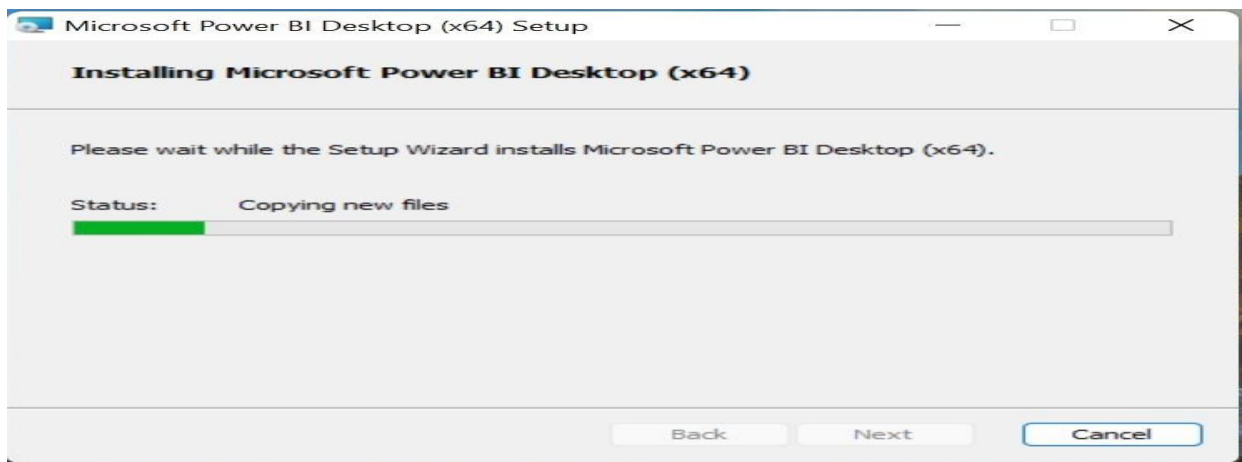 Microsoft Power BI Desktop (x64) Setup
Installing Microsoft Power BI Desktop (x64)
Please wait while the Setup Wizard installs Microsoft Power BI Desktop (x64).
Status: Copying new files
Back Next Cancel